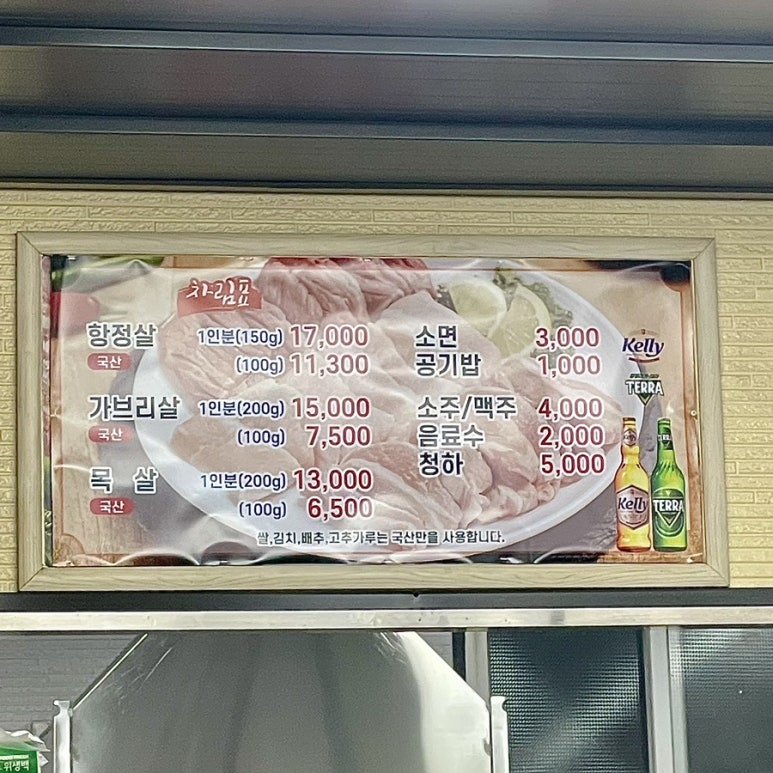 차림표
항정살 1인분(150g) 17,000
국산 (100g) 11,300
가브리살 1인분(200g) 15,000
국산 (100g) 7,500
목 살 1인분(200g) 13,000
국산 (100g) 6,500
소면 3,000
공기밥 1,000
소주/맥주 4,000
음료수 2,000
청하 5,000
Kelly
TERRA
Kelly
TERRA
쌀,김치,배추,고추가루는 국산만을 사용합니다.
위생백